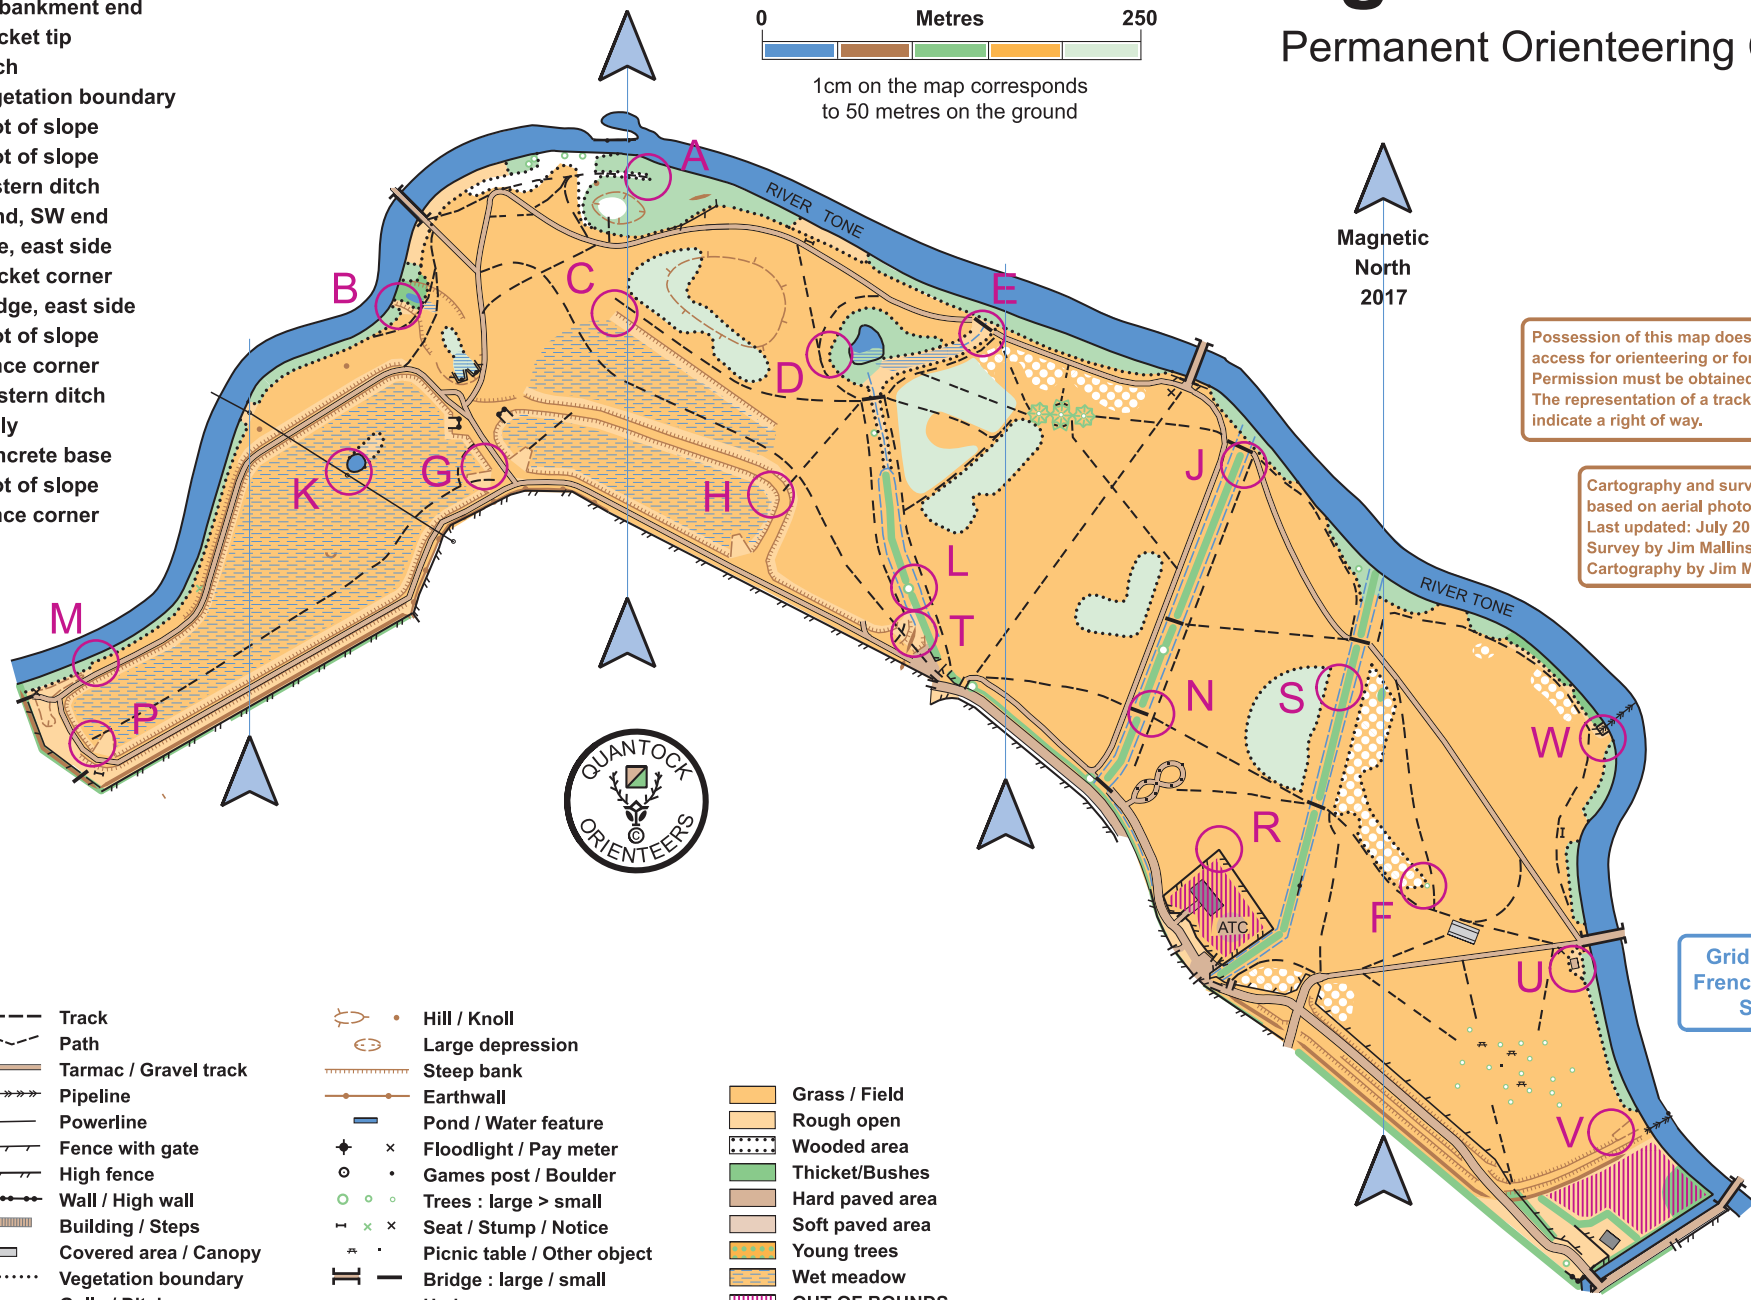 bankment end
cket tip
ch
getation boundary
ot of slope
ot of slope
stern ditch
nd, SW end
e, east side
cket corner
dge, east side
ot of slope
nce corner
stern ditch
lly
ncrete base
ot of slope
nce corner
0 Metres 250
1cm on the map corresponds
to 50 metres on the ground
Permanent Orienteering
Magnetic
North
2017
Possession of this map does
access for orienteering or for
Permission must be obtained
The representation of a track
indicate a right of way.
Cartography and surv
based on aerial photo
Last updated: July 20
Survey by Jim Mallins
Cartography by Jim M
RIVER TONE
RIVER TONE
A
B
C
D
E
G
H
J
K
L
T
M
P
N
S
W
R
F
U
V
ATC
QUANTOCK
©
ORIENTEERS
Grid
Frenc
S
Track
Path
Tarmac / Gravel track
Pipeline
Powerline
Fence with gate
High fence
Wall / High wall
Building / Steps
Covered area / Canopy
Vegetation boundary
Hill / Knoll
Large depression
Steep bank
Earthwall
Pond / Water feature
Floodlight / Pay meter
Games post / Boulder
Trees : large > small
Seat / Stump / Notice
Picnic table / Other object
Bridge : large / small
Grass / Field
Rough open
Wooded area
Thicket/Bushes
Hard paved area
Soft paved area
Young trees
Wet meadow
OUT OF BOUNDS